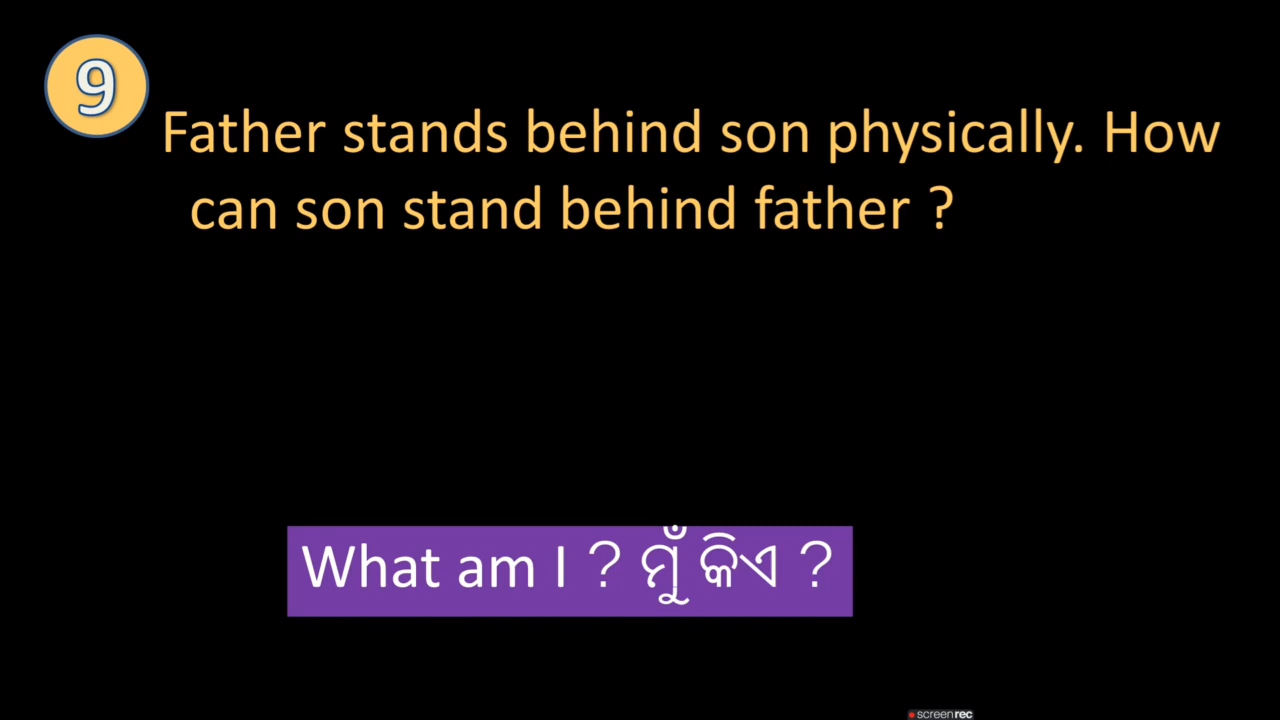 9
Father stands behind son physically. How
can son stand behind father ?
What am I ? ମୁଁ କିଏ ?
screenrec